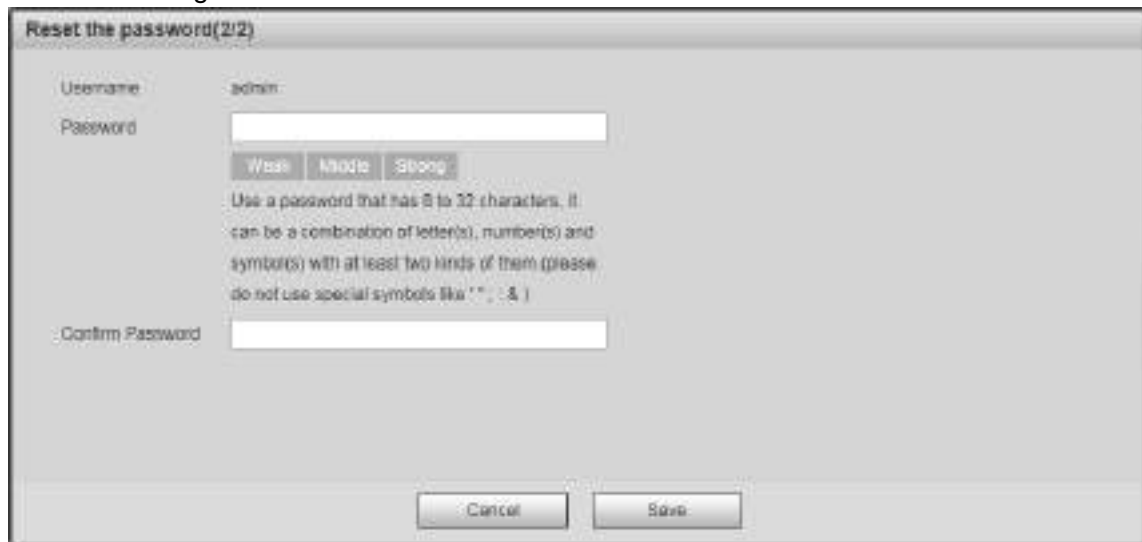 Reset the password(2/2)
Username admin
Password
Weak Middle Strong
Use a password that has 8 to 32 characters, it
can be a combination of letter(s), number(s) and
symbol(s) with at least two kinds of them (please
do not use special symbols like ' " ; : & )
Confirm Password
Cancel Save